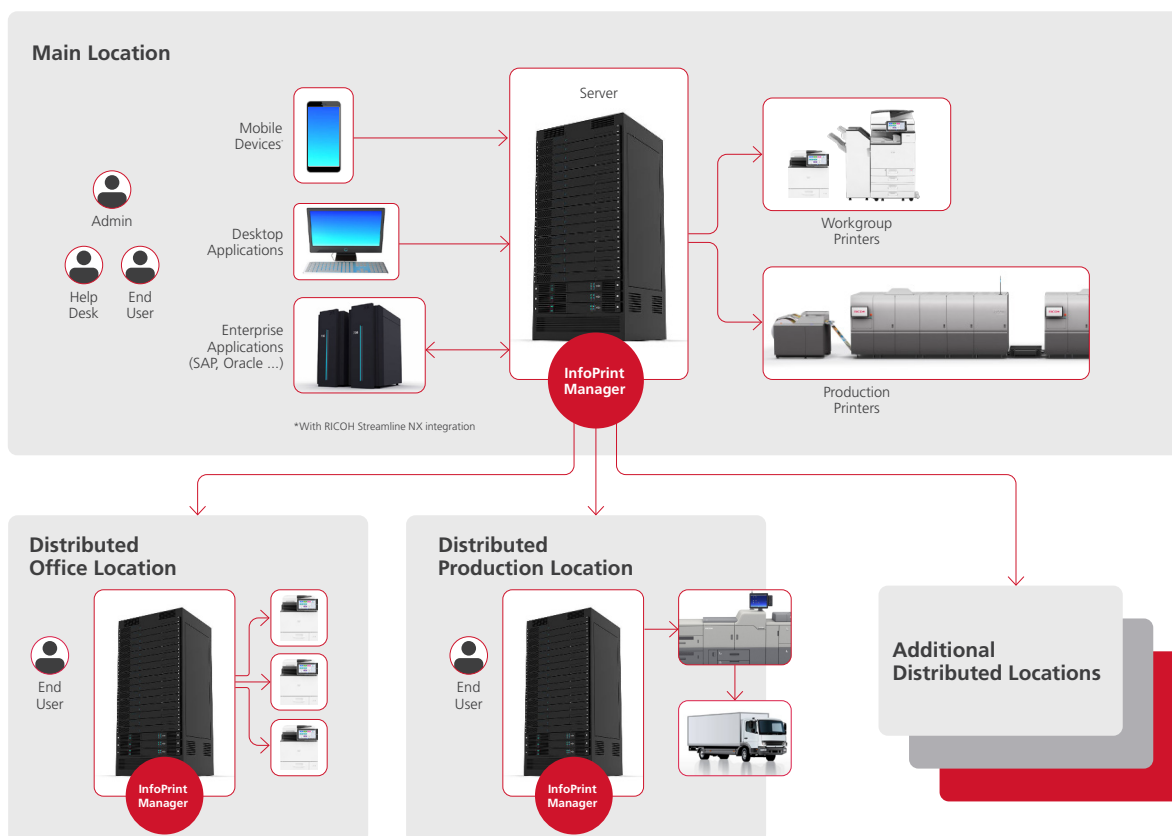 Main Location
Server
Mobile
Devices*
Admin
Desktop
Applications
Workgroup
Printers
Help
Desk
End
User
Enterprise
Applications
(SAP, Oracle ...)
InfoPrint
Manager
Production
Printers
*With RICOH Streamline NX integration
Distributed
Office Location
End
User
InfoPrint
Manager
Distributed
Production Location
End
User
InfoPrint
Manager
Additional
Distributed Locations